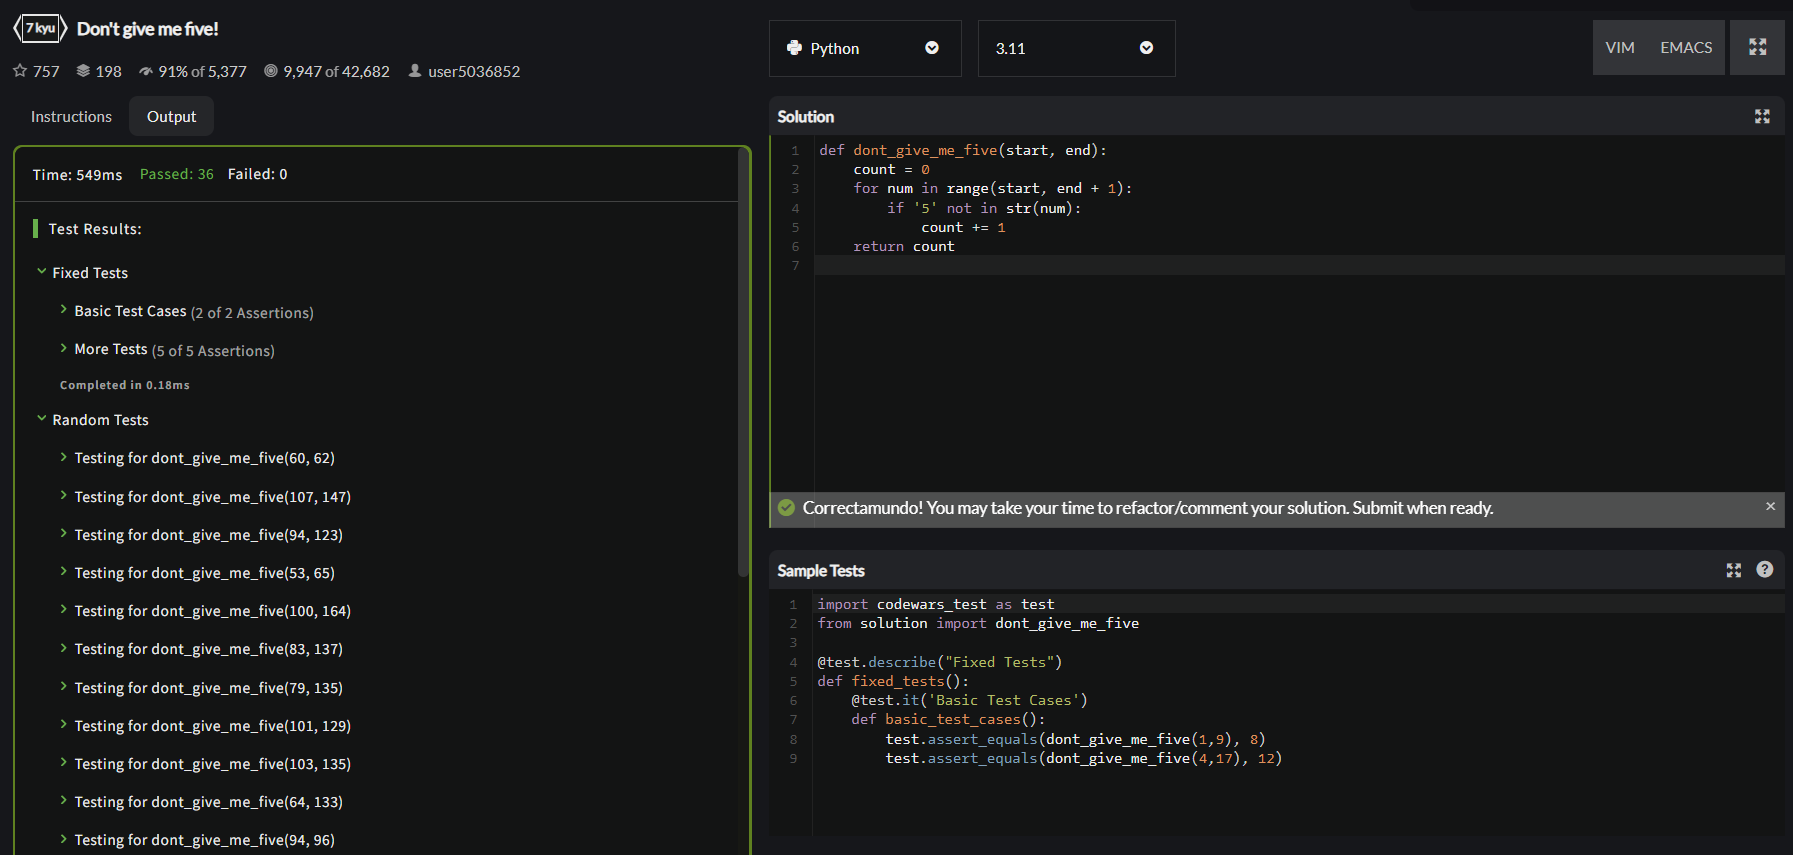 7 kyu Don't give me five!
757 198 91% of 5,377 9,947 of 42,682 user5036852
Instructions Output
Time: 549ms Passed: 36 Failed: 0
Test Results:
Fixed Tests
Basic Test Cases (2 of 2 Assertions)
More Tests (5 of 5 Assertions)
Completed in 0.18ms
Random Tests
Testing for dont_give_me_five(60, 62)
Testing for dont_give_me_five(107, 147)
Testing for dont_give_me_five(94, 123)
Testing for dont_give_me_five(53, 65)
Testing for dont_give_me_five(100, 164)
Testing for dont_give_me_five(83, 137)
Testing for dont_give_me_five(79, 135)
Testing for dont_give_me_five(101, 129)
Testing for dont_give_me_five(103, 135)
Testing for dont_give_me_five(64, 133)
Testing for dont_give_me_five(94, 96)
Python 3.11 VIM EMACS
Solution
1 def dont_give_me_five(start, end):
2     count = 0
3     for num in range(start, end + 1):
4         if '5' not in str(num):
5             count += 1
6     return count
7
Correctamundo! You may take your time to refactor/comment your solution. Submit when ready. ×
Sample Tests ?
1 import codewars_test as test
2 from solution import dont_give_me_five
3
4 @test.describe("Fixed Tests")
5 def fixed_tests():
6     @test.it('Basic Test Cases')
7     def basic_test_cases():
8         test.assert_equals(dont_give_me_five(1,9), 8)
9         test.assert_equals(dont_give_me_five(4,17), 12)